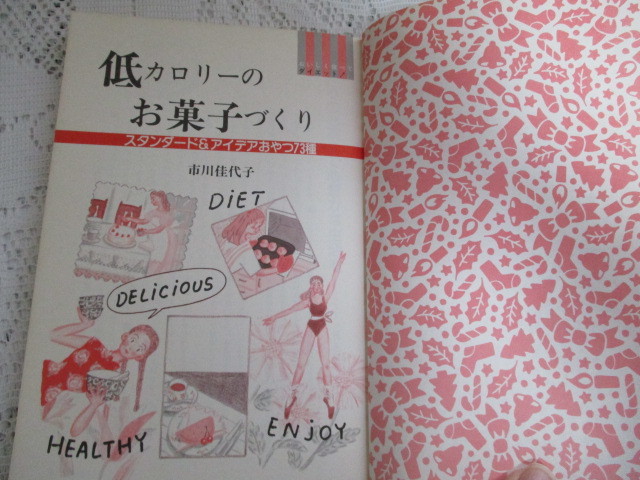 低カロリーの
お菓子づくり
スタンダード&アイデアおやつ73種
市川佳代子
DiET
DELiCiOUS
HEALTHY
ENJOY